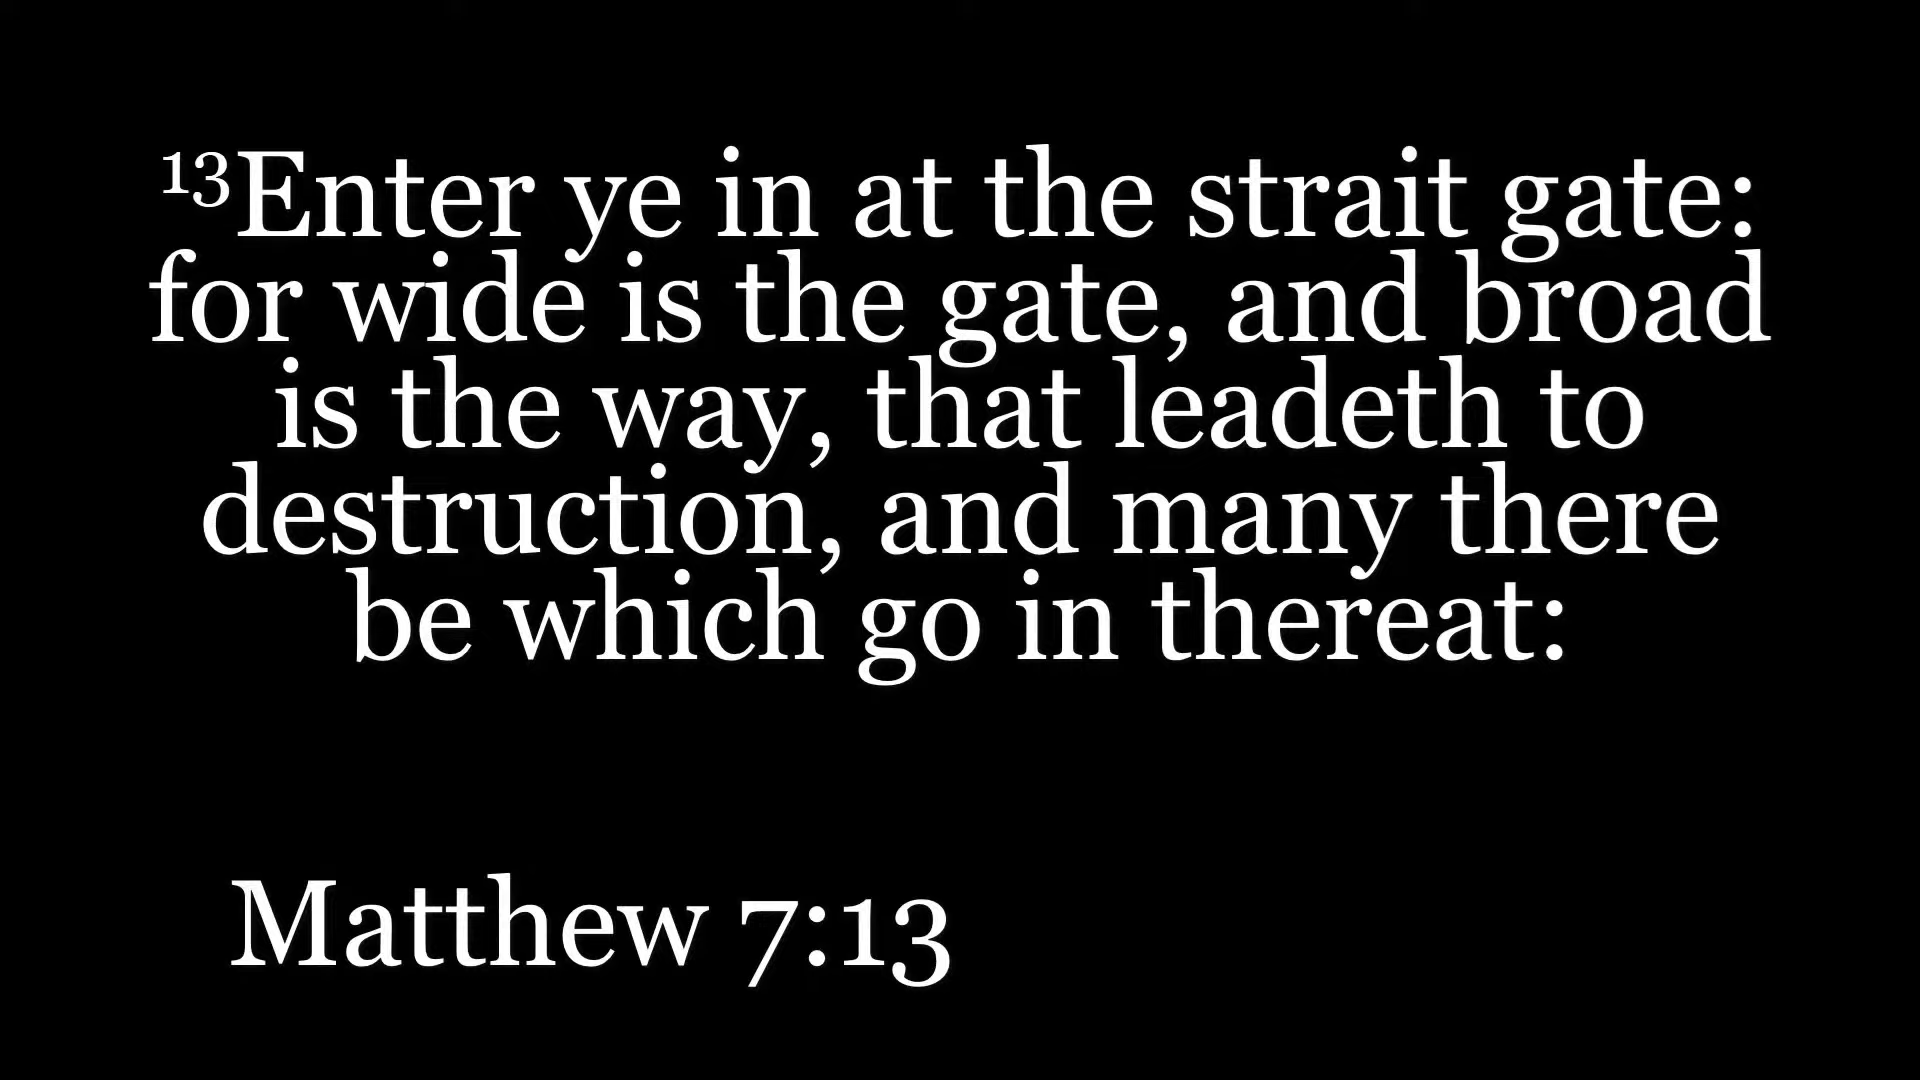 ¹³Enter ye in at the strait gate:
for wide is the gate, and broad
is the way, that leadeth to
destruction, and many there
be which go in thereat:
Matthew 7:13